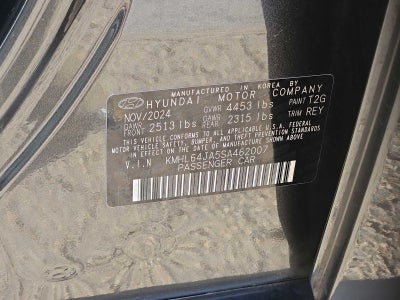 MANUFACTURED IN KOREA BY
HYUNDAI MOTOR COMPANY
NOV/2024 GVWR 4453 lbs PAINT T2G
GAWR FRONT 2513 lbs GAWR REAR 2315 lbs TRIM REY
THIS VEHICLE CONFORMS TO ALL APPLICABLE U.S.A FEDERAL
MOTOR VEHICLE SAFETY, BUMPER, AND THEFT PREVENTION STANDARDS
IN EFFECT ON THE DATE OF MANUFACTURE SHOWN ABOVE
V.I.N KMHL64JA5SA462007
PASSENGER CAR